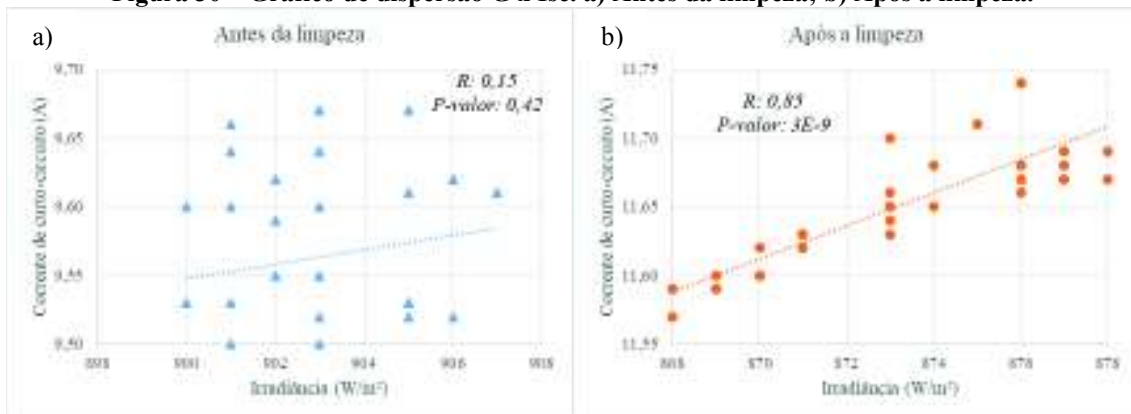 Figura 50 – Gráfico de dispersão G x Isc: a) Antes da limpeza; b) Após a limpeza.
a)
Antes da limpeza
R: 0,15
P-valor: 0,42
Corrente de curto-circuito (A)
9,70
9,65
9,60
9,55
9,50
898
900
902
904
906
908
Irradiância (W/m²)
b)
Após a limpeza
R: 0,85
P-valor: 3E-9
Corrente de curto-circuito (A)
11,75
11,70
11,65
11,60
11,55
868
870
872
874
876
878
Irradiância (W/m²)